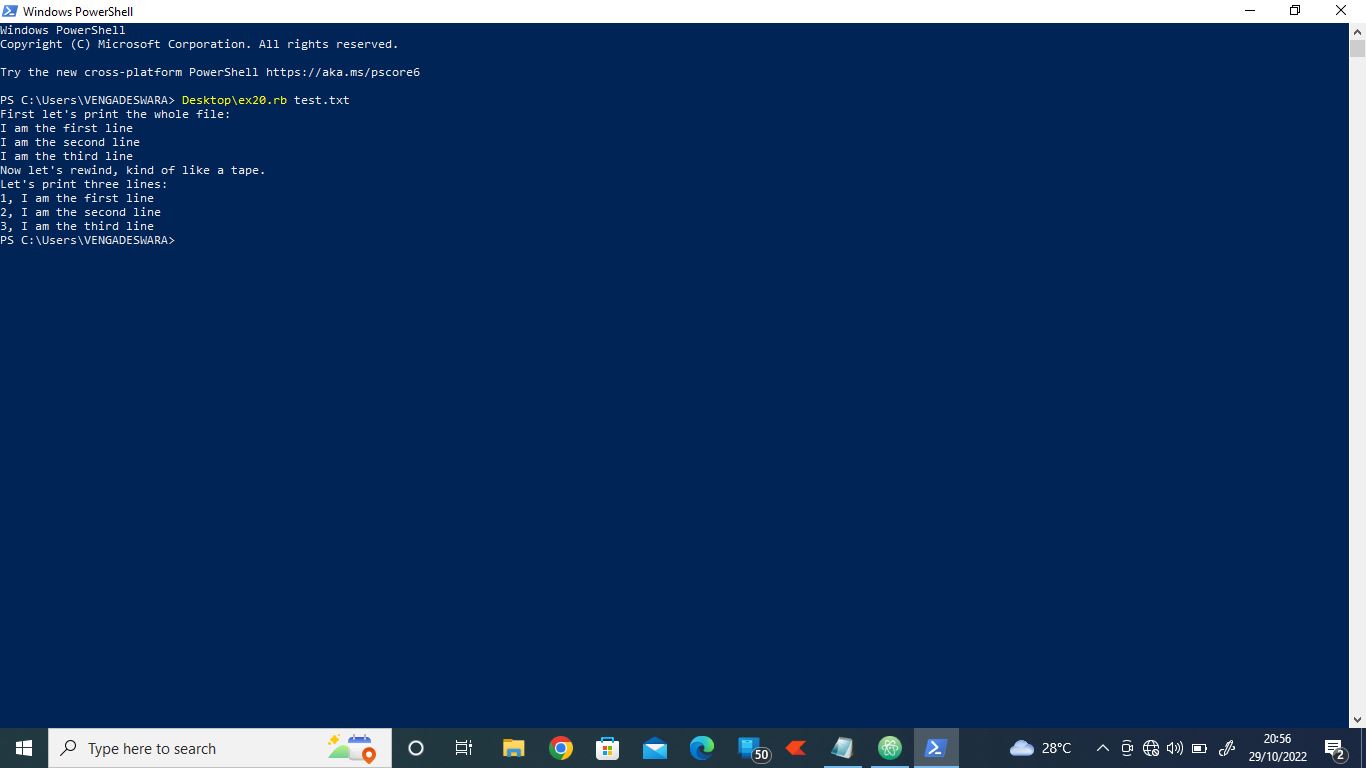 Windows PowerShell
Windows PowerShell
Copyright (C) Microsoft Corporation. All rights reserved.
Try the new cross-platform PowerShell https://aka.ms/pscore6
PS C:\Users\VENGADESWARA> Desktop\ex20.rb test.txt
First let's print the whole file:
I am the first line
I am the second line
I am the third line
Now let's rewind, kind of like a tape.
Let's print three lines:
1, I am the first line
2, I am the second line
3, I am the third line
PS C:\Users\VENGADESWARA>
Type here to search
50
28°C
20:56
29/10/2022
2